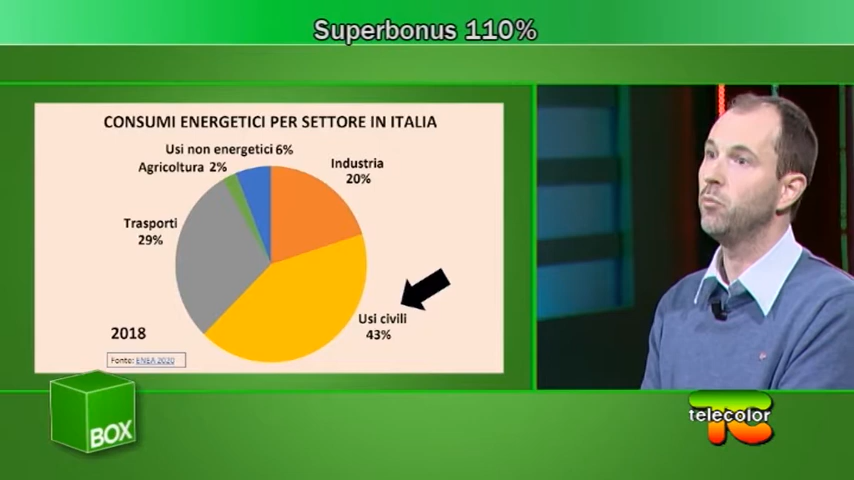 Superbonus 110%
CONSUMI ENERGETICI PER SETTORE IN ITALIA
Usi non energetici 6%
Agricoltura 2%
Industria
20%
Trasporti
29%
Usi civili
43%
2018
Fonte: ENEA 2020
BOX
telecolor
TC